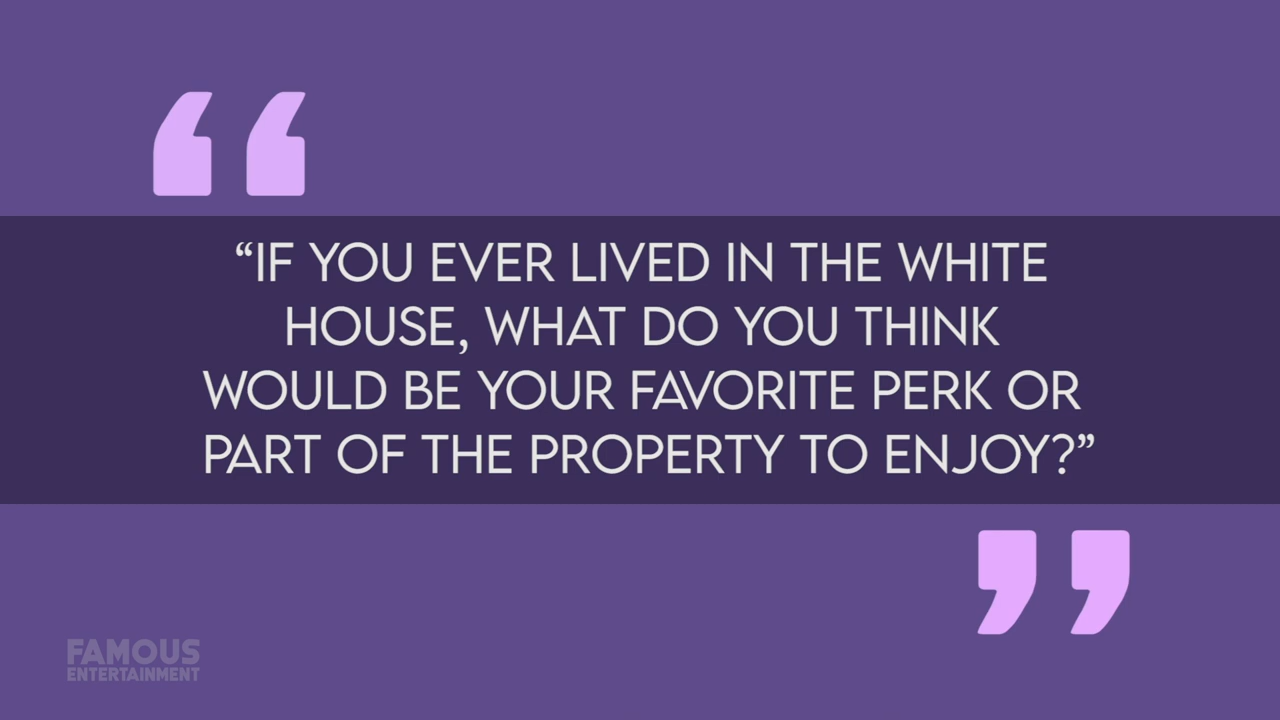 “IF YOU EVER LIVED IN THE WHITE
HOUSE, WHAT DO YOU THINK
WOULD BE YOUR FAVORITE PERK OR
PART OF THE PROPERTY TO ENJOY?”
FAMOUS
ENTERTAINMENT